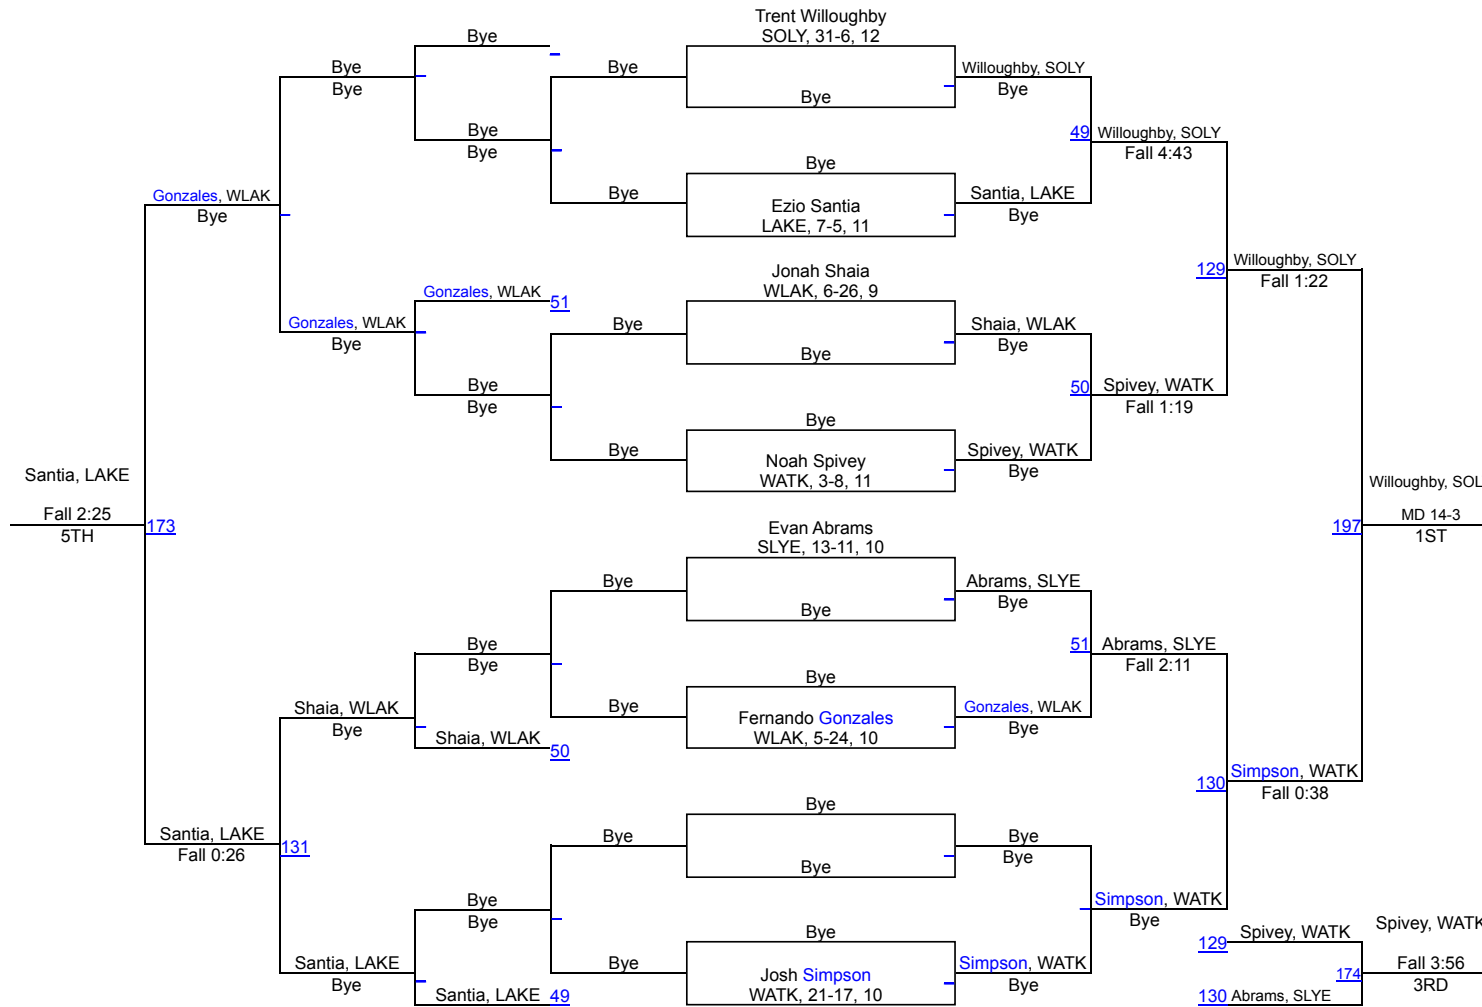 Trent Willoughby
SOLY, 31-6, 12
Bye
Bye
Bye
Bye
Bye
Willoughby, SOLY
Bye
Bye
Bye
Bye
49
Willoughby, SOLY
Fall 4:43
Bye
Gonzales, WLAK
Bye
Bye
Ezio Santia
LAKE, 7-5, 11
Santia, LAKE
Bye
Jonah Shaia
WLAK, 6-26, 9
129
Willoughby, SOLY
Fall 1:22
Gonzales, WLAK
51
Gonzales, WLAK
Bye
Bye
Shaia, WLAK
Bye
Bye
Bye
Bye
50
Spivey, WATK
Fall 1:19
Bye
Bye
Noah Spivey
WATK, 3-8, 11
Spivey, WATK
Bye
Santia, LAKE
Fall 2:25
5TH
173
Willoughby, SOL
197
MD 14-3
1ST
Evan Abrams
SLYE, 13-11, 10
Bye
Bye
Abrams, SLYE
Bye
Bye
Bye
51
Abrams, SLYE
Fall 2:11
Bye
Shaia, WLAK
Bye
Bye
Fernando Gonzales
WLAK, 5-24, 10
Gonzales, WLAK
Bye
Shaia, WLAK
50
130
Simpson, WATK
Fall 0:38
Bye
Santia, LAKE
Fall 0:26
131
Bye
Bye
Bye
Bye
Bye
Bye
Simpson, WATK
Bye
Bye
Santia, LAKE
Bye
Bye
Josh Simpson
WATK, 21-17, 10
Simpson, WATK
Bye
Santia, LAKE
49
129
Spivey, WATK
Spivey, WATK
174
Fall 3:56
3RD
130
Abrams, SLYE